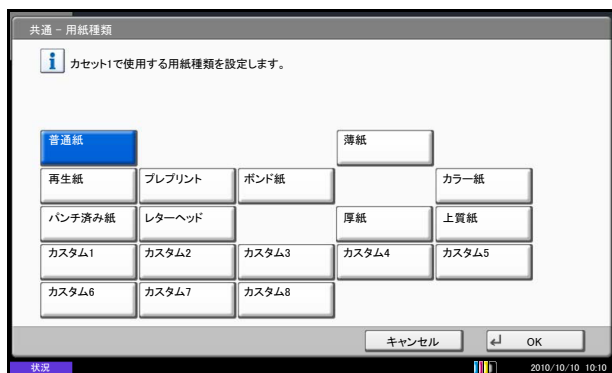 共通 - 用紙種類
カセット1で使用する用紙種類を設定します。
普通紙 薄紙
再生紙 プレプリント ボンド紙 カラー紙
パンチ済み紙 レターヘッド 厚紙 上質紙
カスタム1 カスタム2 カスタム3 カスタム4 カスタム5
カスタム6 カスタム7 カスタム8
キャンセル OK
状況 2010/10/10 10:10